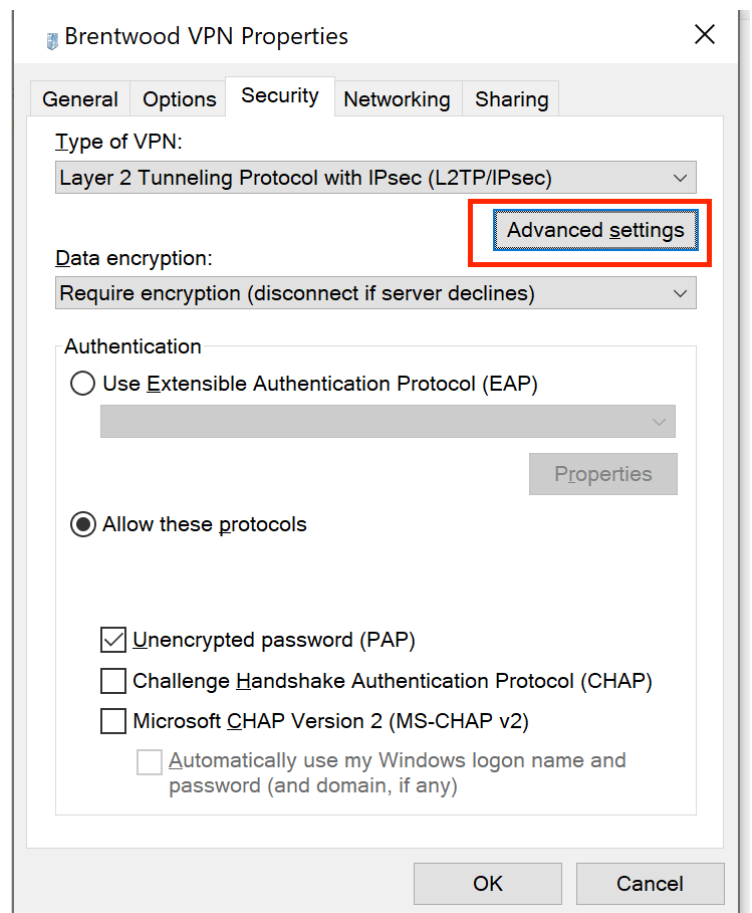 Brentwood VPN Properties
General Options Security Networking Sharing
Type of VPN:
Layer 2 Tunneling Protocol with IPsec (L2TP/IPsec)
Advanced settings
Data encryption:
Require encryption (disconnect if server declines)
Authentication
Use Extensible Authentication Protocol (EAP)
Properties
Allow these protocols
Unencrypted password (PAP)
Challenge Handshake Authentication Protocol (CHAP)
Microsoft CHAP Version 2 (MS-CHAP v2)
Automatically use my Windows logon name and
password (and domain, if any)
OK Cancel